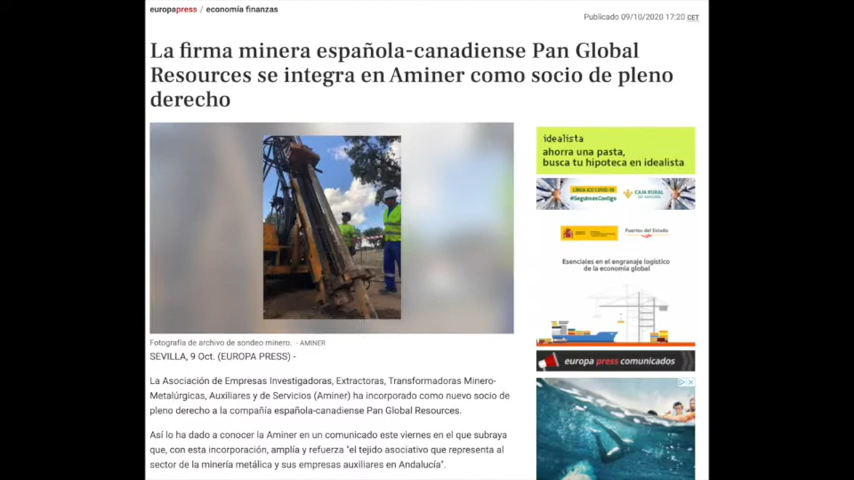 europapress / economía finanzas
Publicado 09/10/2020 17:20 CET
La firma minera española-canadiense Pan Global
Resources se integra en Aminer como socio de pleno
derecho
Fotografía de archivo de sondeo minero. - AMINER
SEVILLA, 9 Oct. (EUROPA PRESS) -
La Asociación de Empresas Investigadoras, Extractoras, Transformadoras Minero-
Metalúrgicas, Auxiliares y de Servicios (Aminer) ha incorporado como nuevo socio de
pleno derecho a la compañía española-canadiense Pan Global Resources.
Así lo ha dado a conocer la Aminer en un comunicado este viernes en el que subraya
que, con esta incorporación, amplía y refuerza "el tejido asociativo que representa al
sector de la minería metálica y sus empresas auxiliares en Andalucía".
idealista
ahorra una pasta,
busca tu hipoteca en idealista
#SeguimosContigo
CAJA RURAL
Puertos del Estado
Esenciales en el engranaje logístico
de la economía global
europa press comunicados